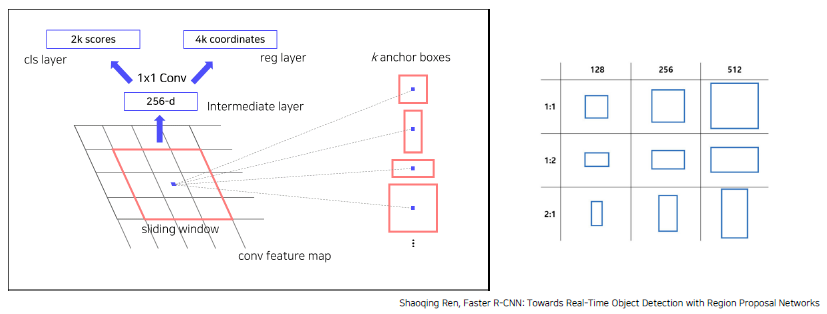 2k scores
4k coordinates
cls layer
reg layer
k anchor boxes
1x1 Conv
256-d
Intermediate layer
sliding window
conv feature map
128 256 512
1:1
1:2
2:1
Shaoqing Ren, Faster R-CNN: Towards Real-Time Object Detection with Region Proposal Networks